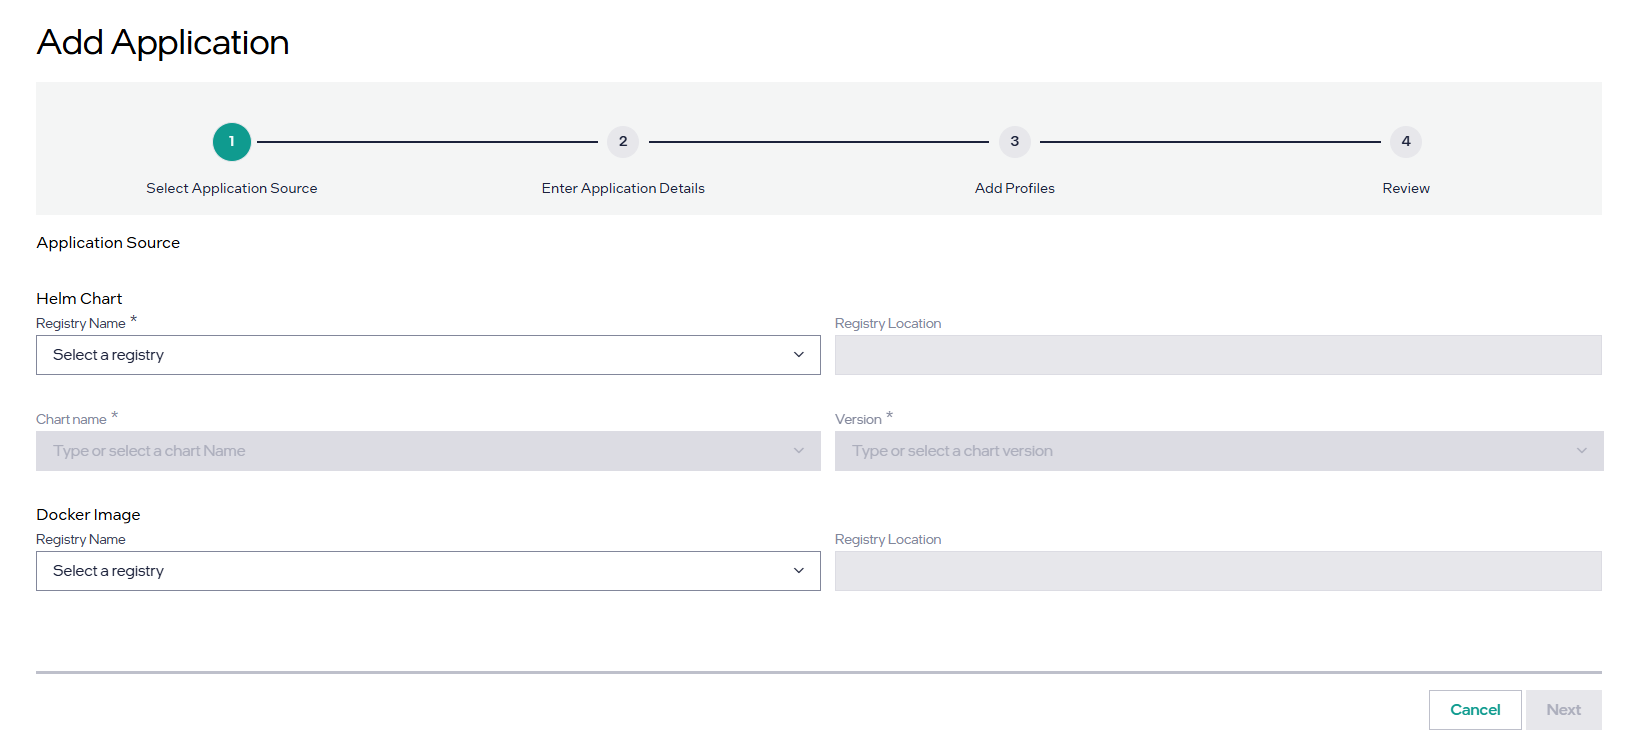 Add Application
1 2 3 4
Select Application Source Enter Application Details Add Profiles Review
Application Source
Helm Chart
Registry Name * Registry Location
Select a registry
Chart name * Version *
Type or select a chart Name Type or select a chart version
Docker Image
Registry Name Registry Location
Select a registry
Cancel Next